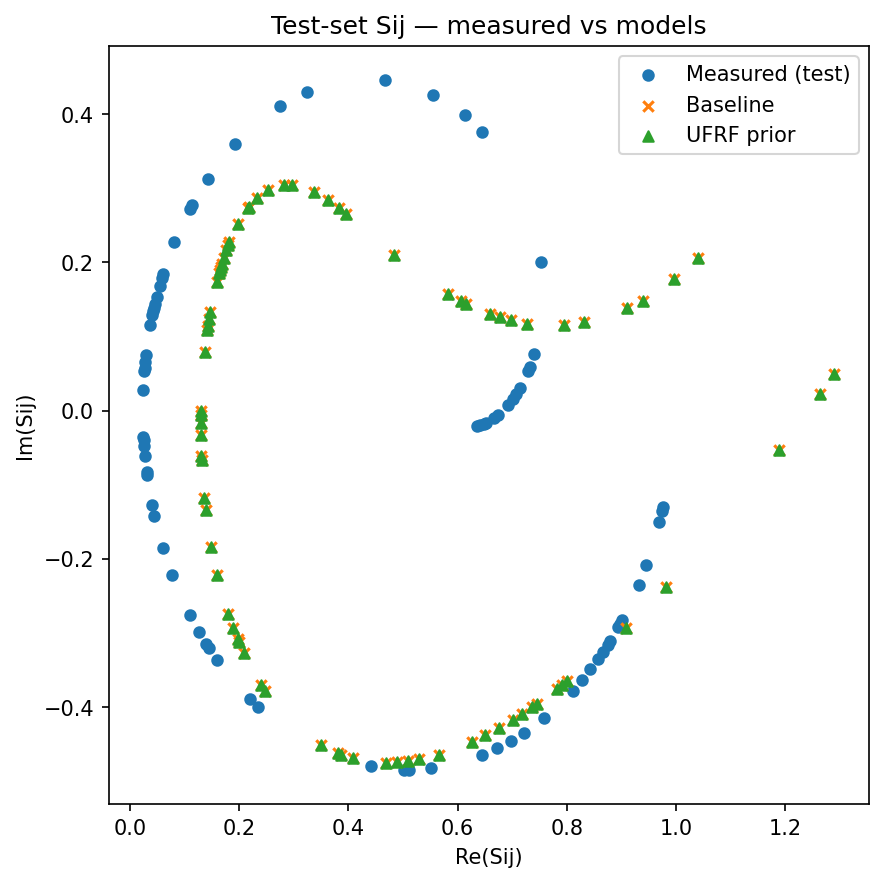 Test-set Sij — measured vs models
Measured (test)
Baseline
UFRF prior
Im(Sij)
0.4
0.2
0.0
−0.2
−0.4
0.0 0.2 0.4 0.6 0.8 1.0 1.2
Re(Sij)